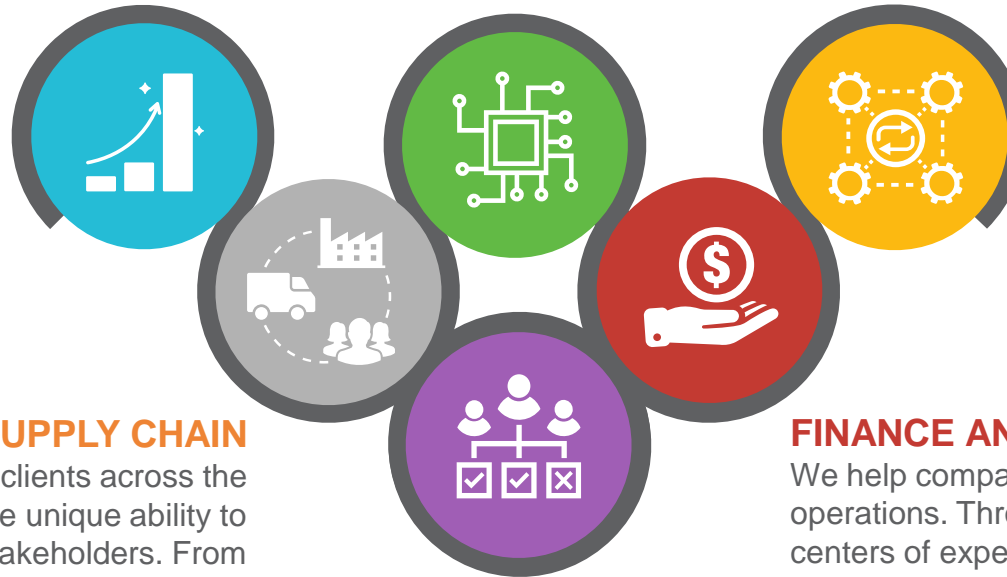 UPPLY CHAIN
clients across the
e unique ability to
akeholders. From
FINANCE AN
We help compa
operations. Thr
centers of expe
$